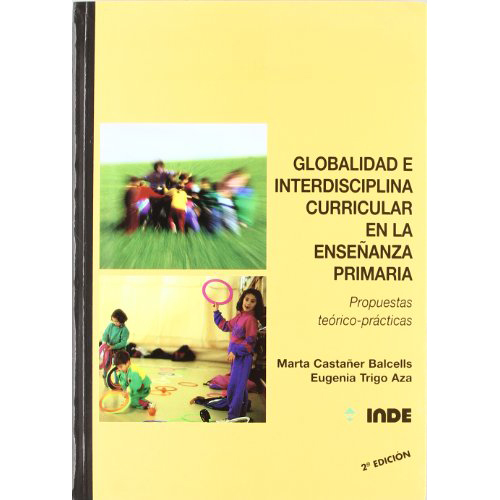 GLOBALIDAD E
INTERDISCIPLINA
CURRICULAR
EN LA
ENSEÑANZA
PRIMARIA
Propuestas
teórico-prácticas
Marta Castañer Balcells
Eugenia Trigo Aza
INDE
2ª EDICIÓN